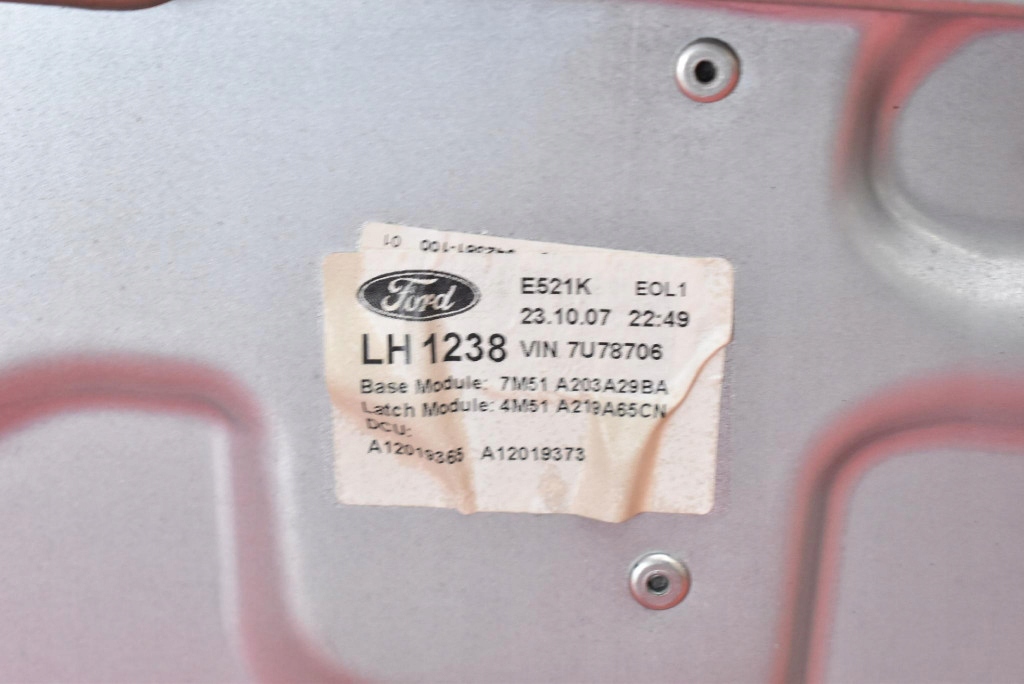 Ford
E521K EOL1
23.10.07 22:49
LH 1238 VIN 7U78706
Base Module: 7M51 A203A29BA
Latch Module: 4M51 A219A65CN
DCU:
A12019365 A12019373